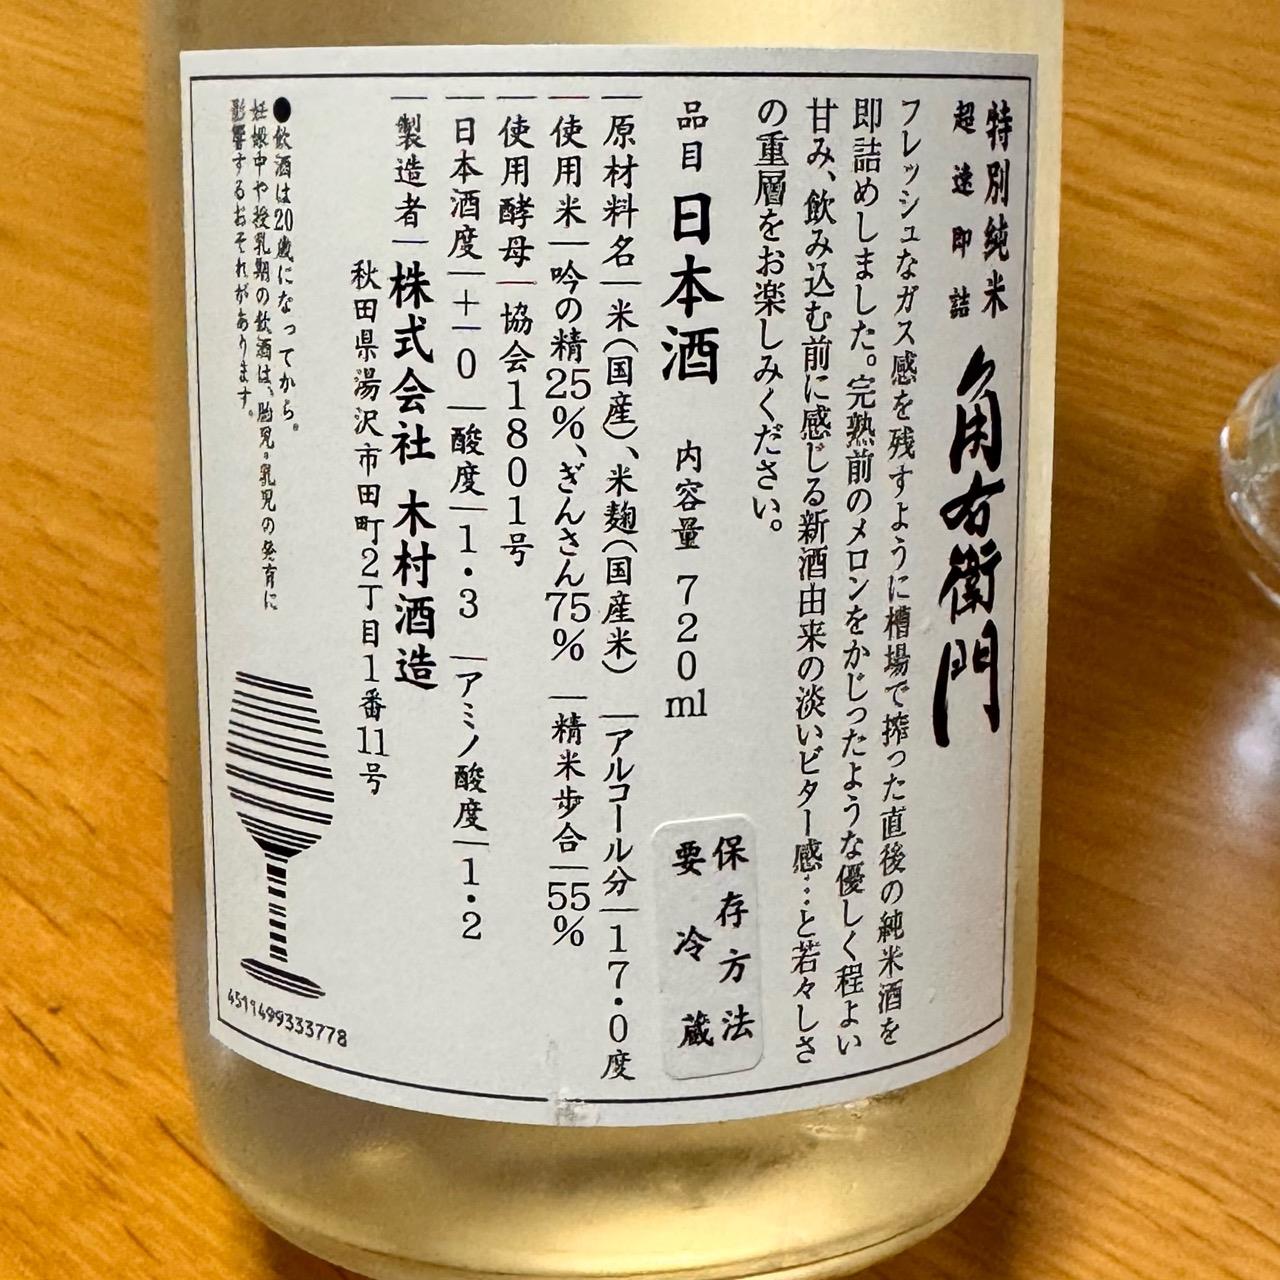 特別純米
超速即詰
角右衛門
フレッシュなガス感を残すように槽場で搾った直後の純米酒を
即詰めしました。完熟前のメロンをかじったような優しく程よい
甘み、飲み込む前に感じる新酒由来の淡いビター感…と若々しさ
の重層をお楽しみください。
品目 日本酒 内容量 720ml
保存方法
要冷蔵
原材料名 米(国産)、米麹(国産米) アルコール分 17.0度
使用米 吟の精25%、ぎんさん75% 精米歩合 55%
使用酵母 協会1801号
日本酒度 +0 酸度 1.3 アミノ酸度 1.2
製造者 株式会社 木村酒造
秋田県湯沢市田町2丁目1番11号
●飲酒は20歳になってから。
妊娠中や授乳期の飲酒は、胎児・乳児の発育に
影響するおそれがあります。
4511499333778